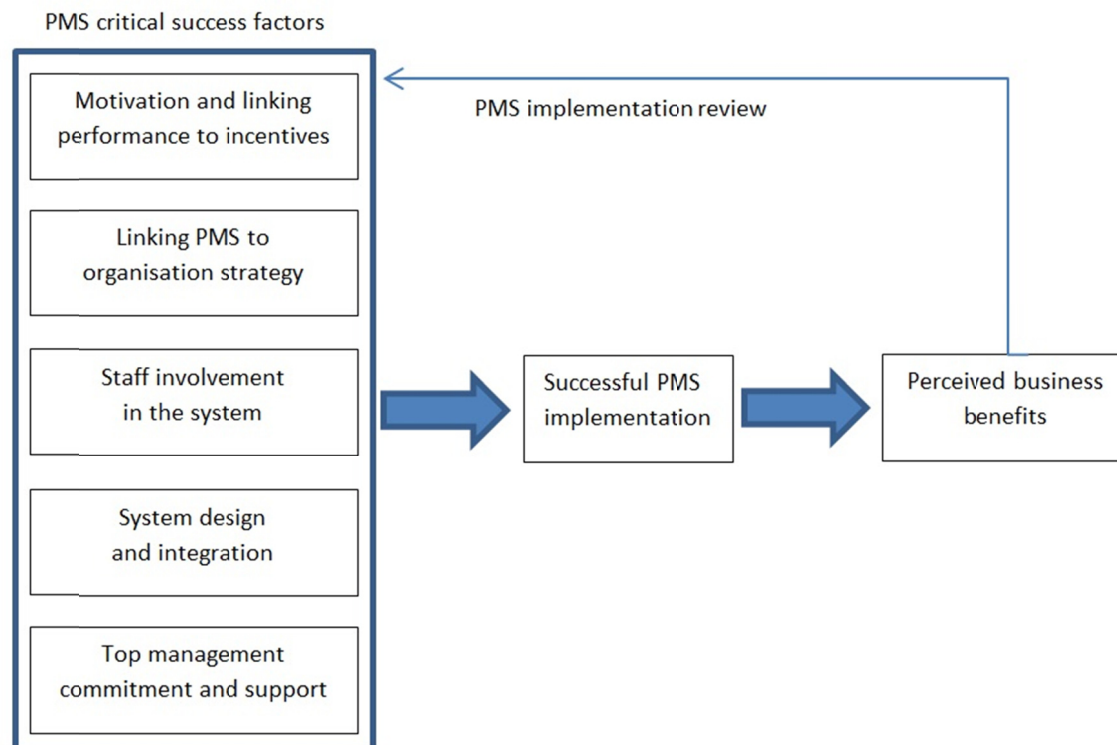 PMS critical success factors
Motivation and linking
performance to incentives
PMS implementation review
Linking PMS to
organisation strategy
Staff involvement
in the system
Successful PMS
implementation
Perceived business
benefits
System design
and integration
Top management
commitment and support